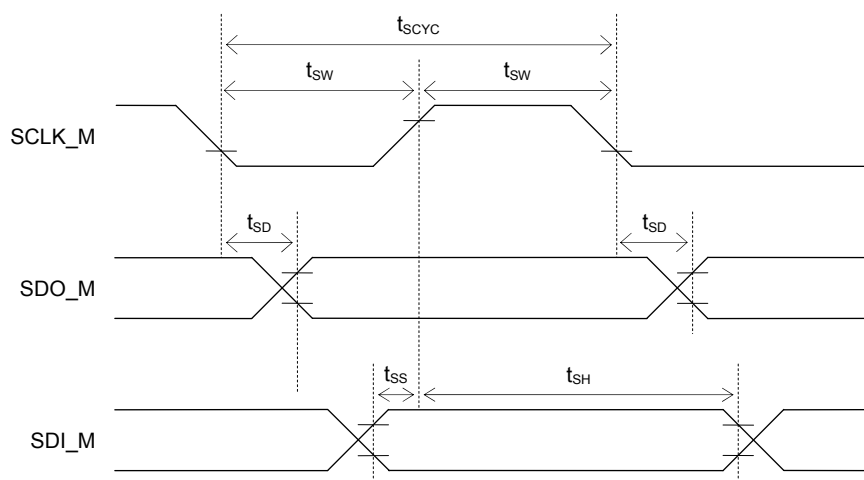 tSCYC
tSW tSW
SCLK_M
tSD tSD
SDO_M
tSS tSH
SDI_M